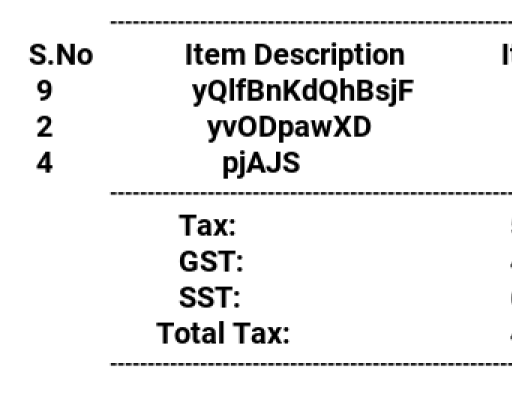 S.No Item Description
9 yQlfBnKdQhBsjF
2 yvODpawXD
4 pjAJS
Tax:
GST:
SST:
Total Tax: